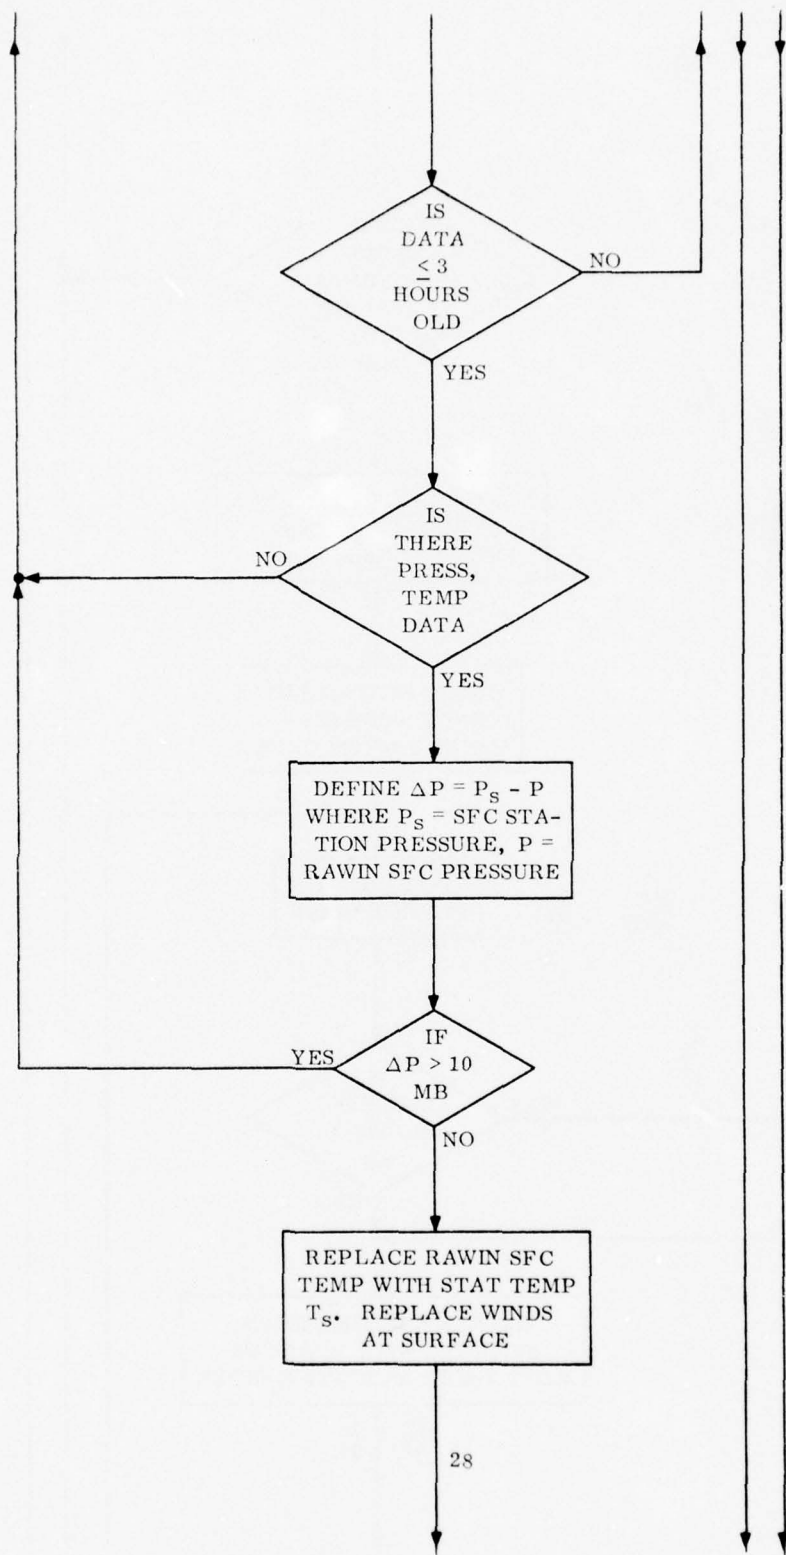 IS
DATA
≤ 3
HOURS
OLD
NO
YES
IS
THERE
PRESS,
TEMP
DATA
NO
YES
DEFINE ΔP = PS - P
WHERE PS = SFC STA-
TION PRESSURE, P =
RAWIN SFC PRESSURE
IF
ΔP > 10
MB
YES
NO
REPLACE RAWIN SFC
TEMP WITH STAT TEMP
TS. REPLACE WINDS
AT SURFACE
28